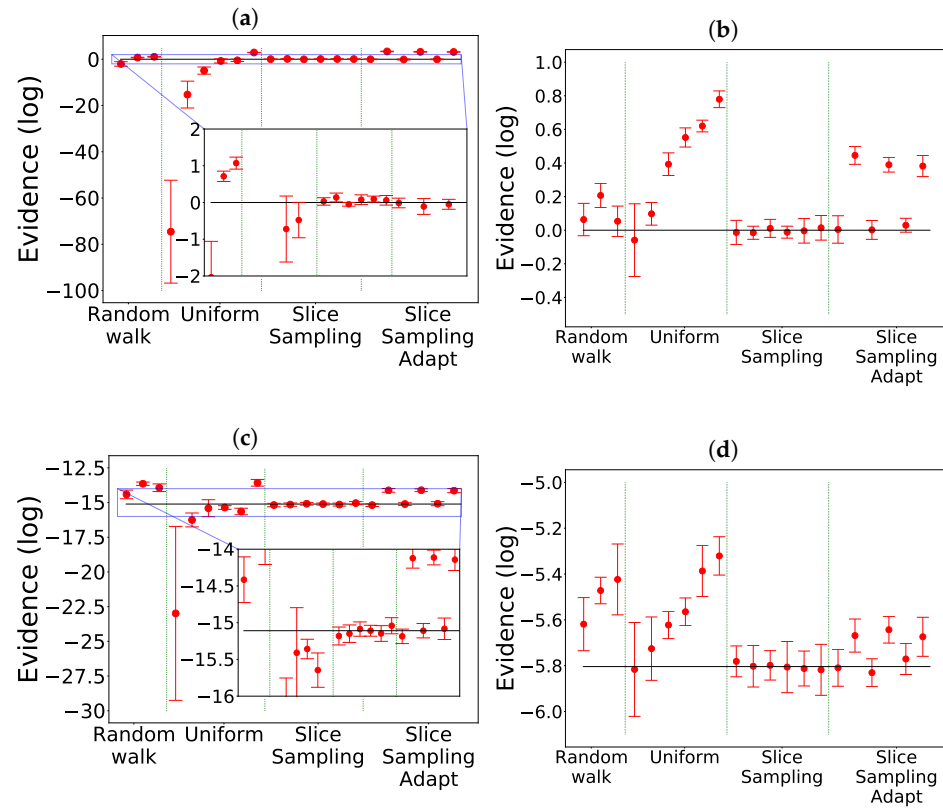 (a)
Evidence (log)
0
−20
−40
−60
−80
−100
2
1
0
−1
−2
Random walk
Uniform
Slice Sampling
Slice Sampling Adapt
(b)
Evidence (log)
1.0
0.8
0.6
0.4
0.2
0.0
−0.2
−0.4
Random walk
Uniform
Slice Sampling
Slice Sampling Adapt
(c)
Evidence (log)
−12.5
−15.0
−17.5
−20.0
−22.5
−25.0
−27.5
−30.0
−14
−15
−16
Random walk
Uniform
Slice Sampling
Slice Sampling Adapt
(d)
Evidence (log)
−5.0
−5.2
−5.4
−5.6
−5.8
−6.0
Random walk
Uniform
Slice Sampling
Slice Sampling Adapt